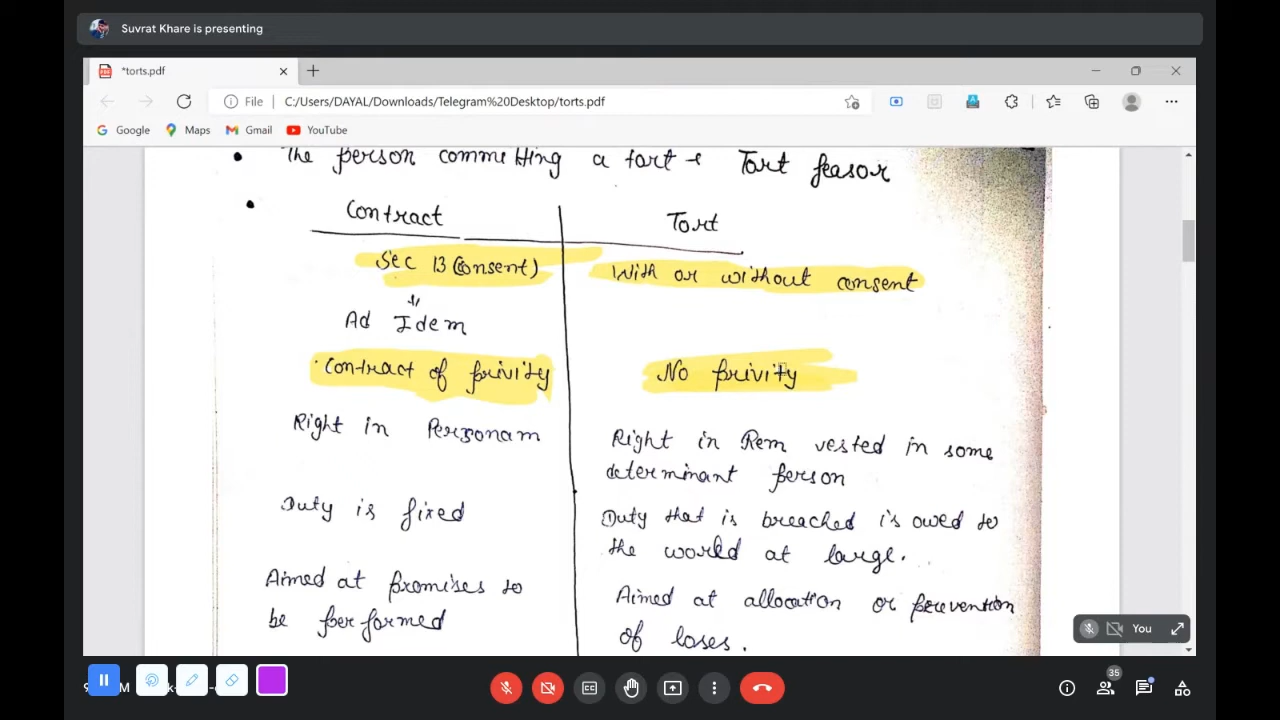 Suvrat Khare is presenting
*torts.pdf
File C:/Users/DAYAL/Downloads/Telegram%20Desktop/torts.pdf
Google Maps Gmail YouTube
The person committing a tort → Tort feasor
Contract Tort
Sec 13 (Consent) With or without consent
Ad Idem
Contract of privity No privity
Right in Personam Right in Rem vested in some
determinant person
Duty is fixed Duty that is breached is owed to
the world at large.
Aimed at promises to Aimed at allocation or prevention
be performed of loses.
You
35